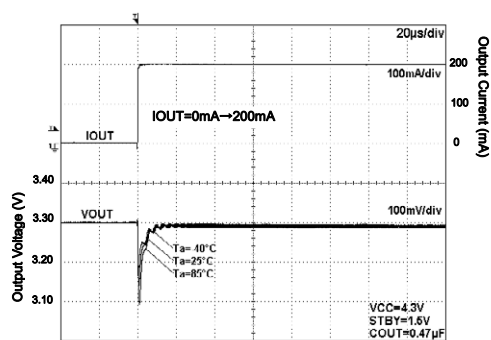 20μs/div
200
100mA/div
100
IOUT=0mA→200mA
IOUT
0
Output Current (mA)
3.40
VOUT
100mV/div
3.30
Ta= 40°C
Ta=25°C
3.20
Ta=85°C
3.10
Output Voltage (V)
VCC=4.3V
STBY=1.5V
COUT=0.47μF